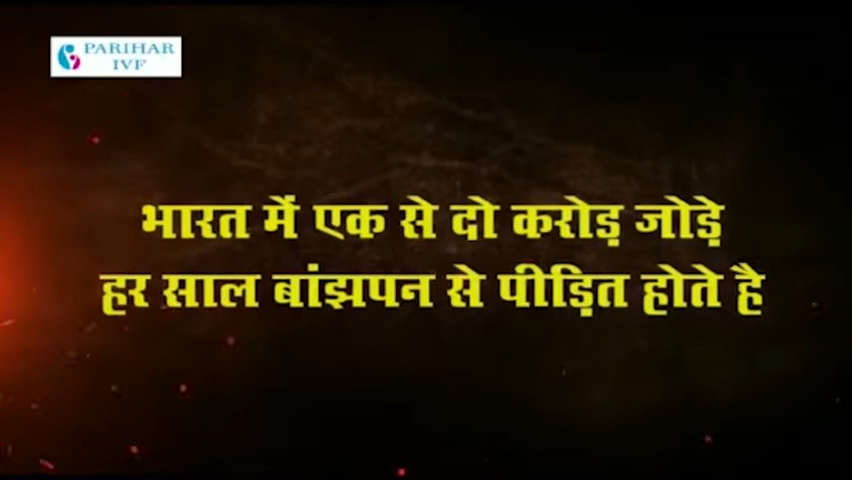 PARIHAR
IVF
भारत में एक से दो करोड़ जोड़े
हर साल बांझपन से पीड़ित होते है